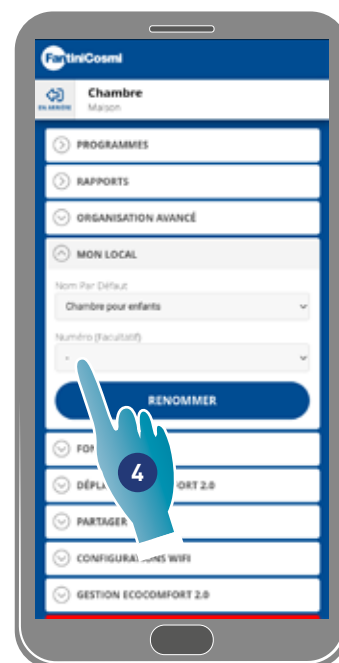 FantiniCosmi
EN ARRIÈRE
Chambre
Maison
PROGRAMMES
RAPPORTS
ORGANISATION AVANCÉ
MON LOCAL
Nom Par Défaut
Chambre pour enfants
Numéro (Facultatif)
-
RENOMMER
4
PARTAGER
WIFI
GESTION ECOCOMFORT 2.0